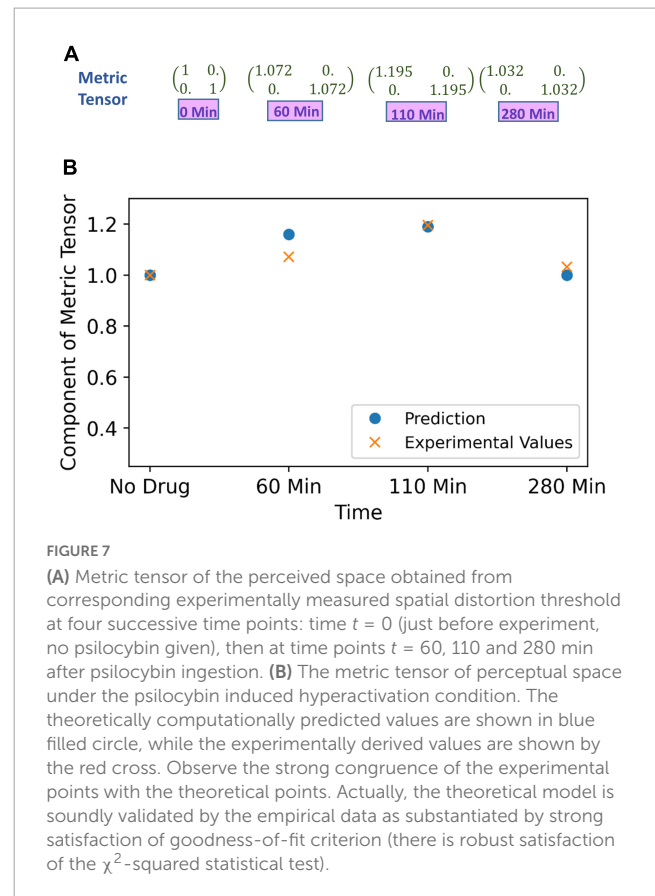 A
Metric
Tensor
(1 0. 0. 1)
(1.072 0. 0. 1.072)
(1.195 0. 0. 1.195)
(1.032 0. 0. 1.032)
0 Min
60 Min
110 Min
280 Min
B
Component of Metric Tensor
1.2
1.0
0.8
0.6
0.4
Prediction
Experimental Values
No Drug
60 Min
110 Min
280 Min
Time
FIGURE 7
(A) Metric tensor of the perceived space obtained from
corresponding experimentally measured spatial distortion threshold
at four successive time points: time t = 0 (just before experiment,
no psilocybin given), then at time points t = 60, 110 and 280 min
after psilocybin ingestion. (B) The metric tensor of perceptual space
under the psilocybin induced hyperactivation condition. The
theoretically computationally predicted values are shown in blue
filled circle, while the experimentally derived values are shown by
the red cross. Observe the strong congruence of the experimental
points with the theoretical points. Actually, the theoretical model is
soundly validated by the empirical data as substantiated by strong
satisfaction of goodness-of-fit criterion (there is robust satisfaction
of the χ²-squared statistical test).